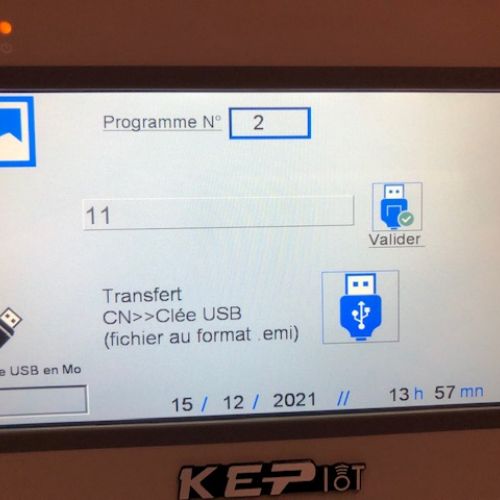 Programme N° 2
11
Valider
Transfert
CN>>Clée USB
(fichier au format .emi)
e USB en Mo
15 / 12 / 2021 // 13 h 57 mn
KEP IOT